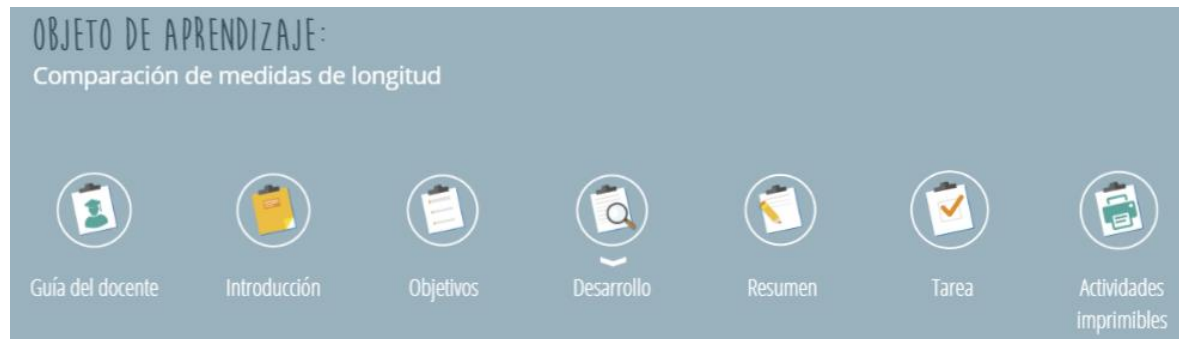 OBJETO DE APRENDIZAJE:
Comparación de medidas de longitud
Guía del docente
Introducción
Objetivos
Desarrollo
Resumen
Tarea
Actividades
imprimibles